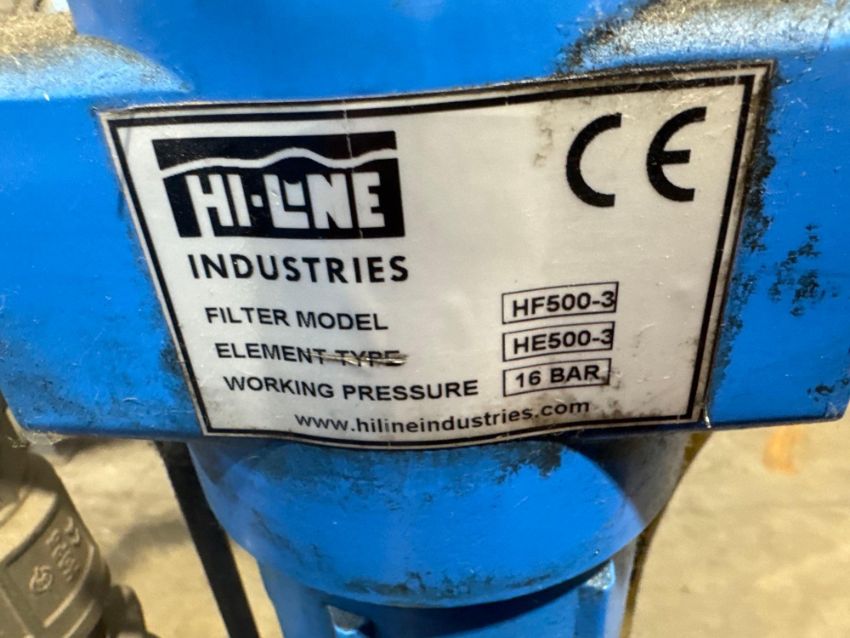 HI-LINE
INDUSTRIES
CE
FILTER MODEL HF500-3
ELEMENT TYPE HE500-3
WORKING PRESSURE 16 BAR
www.hilineindustries.com